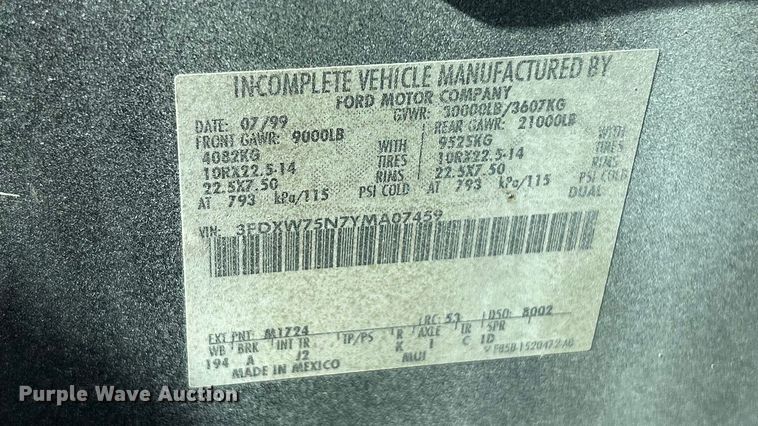 INCOMPLETE VEHICLE MANUFACTURED BY
FORD MOTOR COMPANY
DATE: 07/99 GVWR: 30000LB/3607KG
FRONT GAWR: 9000LB REAR GAWR: 21000LB
4082KG WITH 9525KG WITH
10RX22.5-14 TIRES 10RX22.5-14 TIRES
22.5X7.50 RIMS 22.5X7.50 RIMS
AT 793 kPa/115 PSI COLD AT 793 kPa/115 PSI COLD
DUAL
VIN: 3FDXW75N7YMA07459
EXT PNT: M1724 RC: 53 DSO: 8002
WB BRK INT TR TP/PS R AXLE TR SPR
194 A J2 K I C 1D
MADE IN MEXICO MUI
Purple Wave Auction